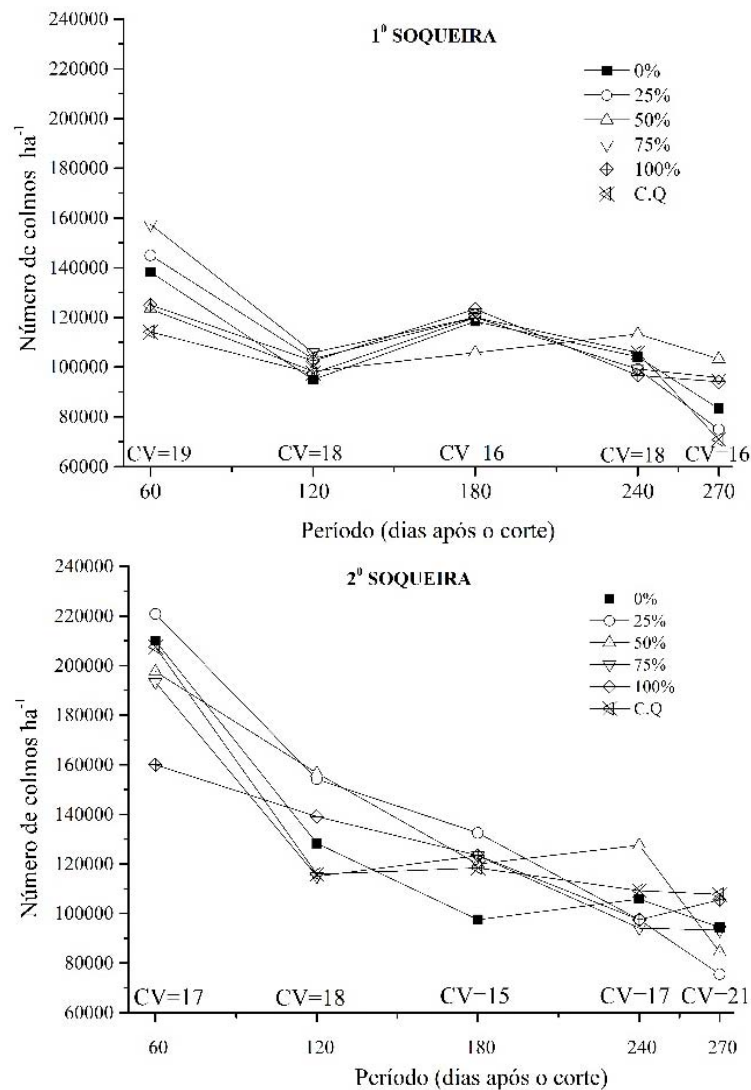 1⁰ SOQUEIRA
240000
220000
200000
180000
160000
140000
120000
100000
80000
60000
Número de colmos ha⁻¹
0%
25%
50%
75%
100%
C.Q
CV=19 CV=18 CV 16 CV=18 CV=16
60 120 180 240 270
Período (dias após o corte)
2⁰ SOQUEIRA
240000
220000
200000
180000
160000
140000
120000
100000
80000
60000
Número de colmos ha⁻¹
0%
25%
50%
75%
100%
C.Q
CV=17 CV=18 CV=15 CV=17 CV=21
60 120 180 240 270
Período (dias após o corte)